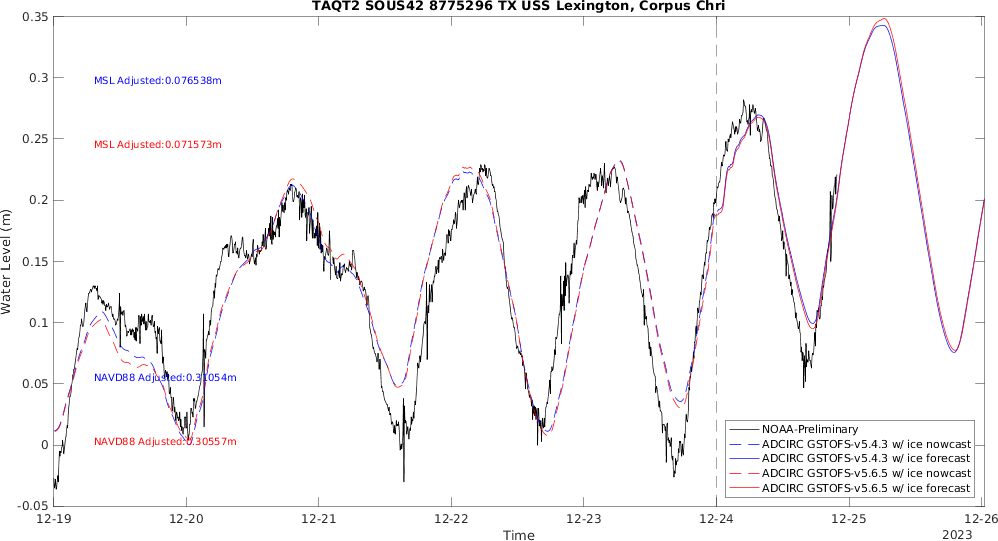 TAQT2 SOUS42 8775296 TX USS Lexington, Corpus Chri
0.35
0.3
0.25
0.2
0.15
0.1
0.05
0
-0.05
Water Level (m)
MSL Adjusted:0.076538m
MSL Adjusted:0.071573m
NAVD88 Adjusted:0.31054m
NAVD88 Adjusted:0.30557m
NOAA-Preliminary
ADCIRC GSTOFS-v5.4.3 w/ ice nowcast
ADCIRC GSTOFS-v5.4.3 w/ ice forecast
ADCIRC GSTOFS-v5.6.5 w/ ice nowcast
ADCIRC GSTOFS-v5.6.5 w/ ice forecast
12-19 12-20 12-21 12-22 12-23 12-24 12-25 12-26
Time
2023